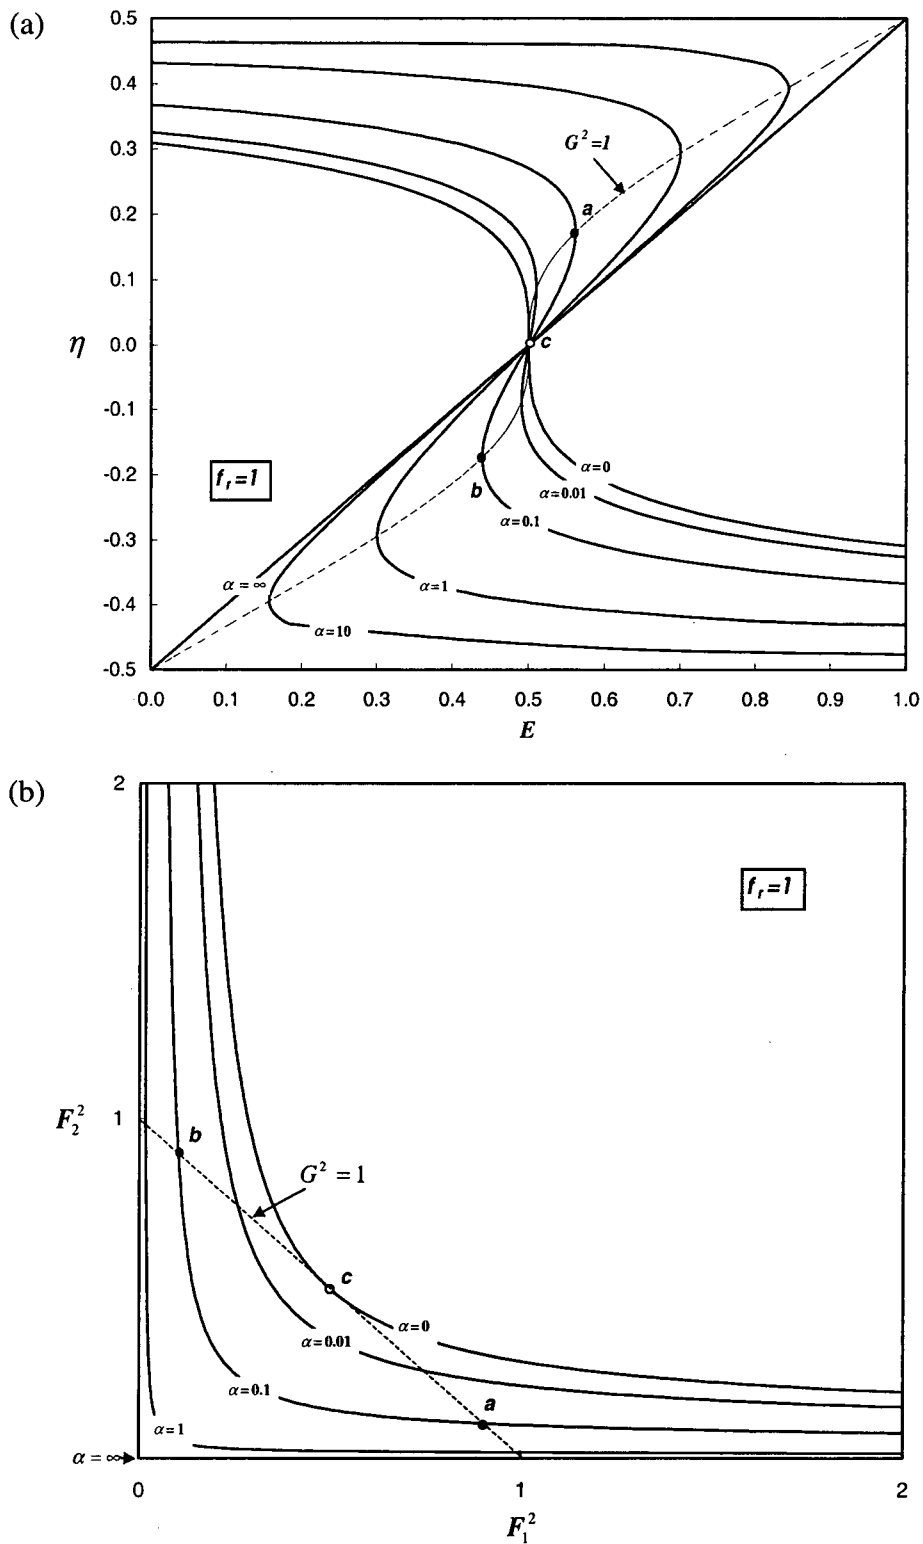 (a)
0.5
0.4
0.3
0.2
0.1
0.0
-0.1
-0.2
-0.3
-0.4
-0.5
η
G²=1
a
c
b
f_r=1
α=0
α=0.01
α=0.1
α=1
α=10
α=∞
0.0 0.1 0.2 0.3 0.4 0.5 0.6 0.7 0.8 0.9 1.0
E
(b)
2
f_r=1
F₂² 1
b
G²=1
c
α=0
α=0.01
α=0.1
a
α=1
α=∞
0 1 2
F₁²